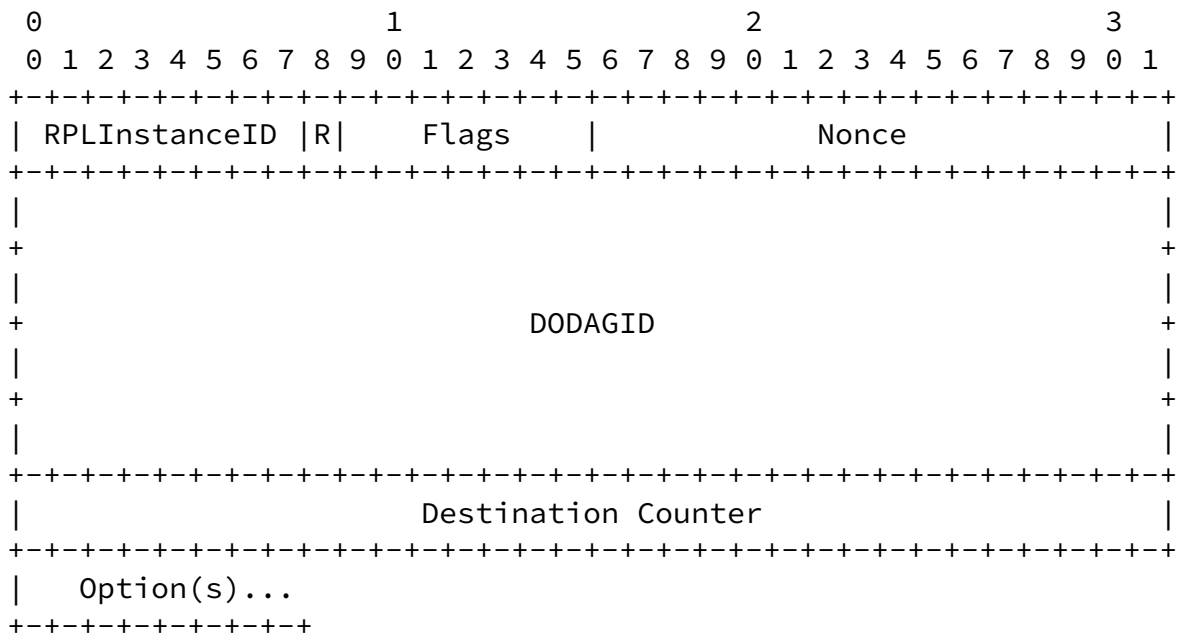 0                   1                   2                   3
 0 1 2 3 4 5 6 7 8 9 0 1 2 3 4 5 6 7 8 9 0 1 2 3 4 5 6 7 8 9 0 1
+-+-+-+-+-+-+-+-+-+-+-+-+-+-+-+-+-+-+-+-+-+-+-+-+-+-+-+-+-+-+-+-+
| RPLInstanceID |R|    Flags    |            Nonce              |
+-+-+-+-+-+-+-+-+-+-+-+-+-+-+-+-+-+-+-+-+-+-+-+-+-+-+-+-+-+-+-+-+
|                                                               |
+                                                               +
|                                                               |
+                            DODAGID                            +
|                                                               |
+                                                               +
|                                                               |
+-+-+-+-+-+-+-+-+-+-+-+-+-+-+-+-+-+-+-+-+-+-+-+-+-+-+-+-+-+-+-+-+
|                      Destination Counter                      |
+-+-+-+-+-+-+-+-+-+-+-+-+-+-+-+-+-+-+-+-+-+-+-+-+-+-+-+-+-+-+-+-+
|   Option(s)...
+-+-+-+-+-+-+-+-+